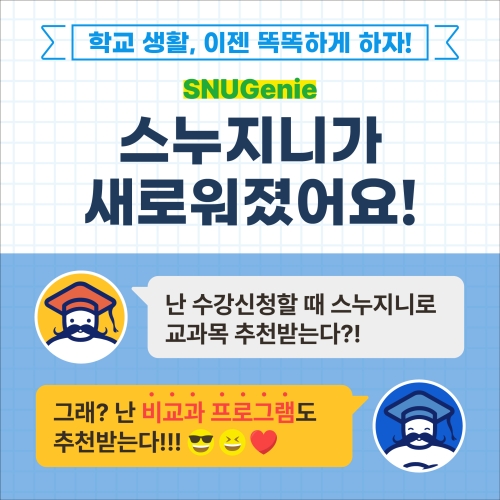 학교 생활, 이젠 똑똑하게 하자!
SNUGenie
스누지니가
새로워졌어요!
난 수강신청할 때 스누지니로
교과목 추천받는다?!
그래? 난 비교과 프로그램도
추천받는다!!! 😎😆❤️